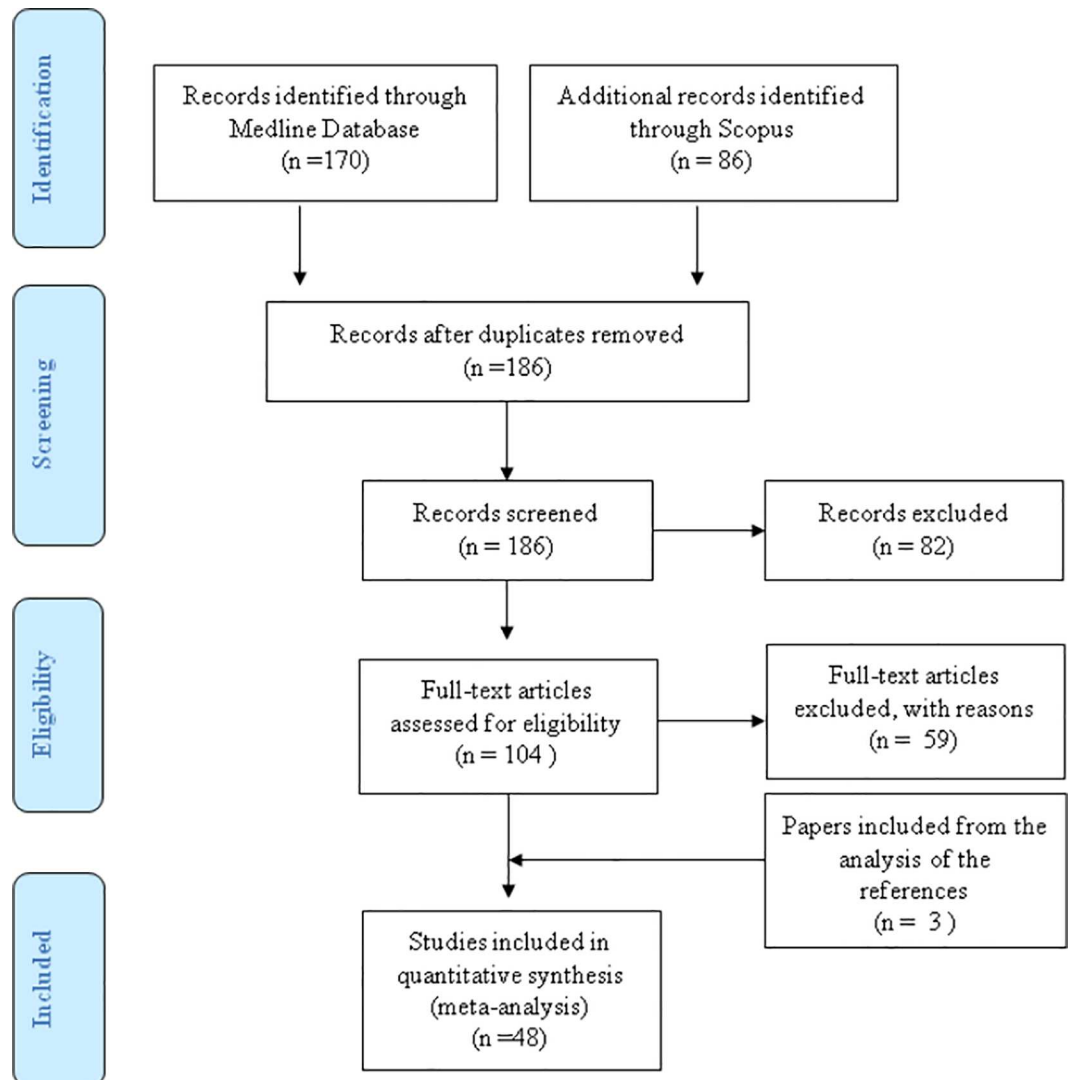 Identification
Records identified through
Medline Database
(n =170)
Additional records identified
through Scopus
(n = 86)
Screening
Records after duplicates removed
(n =186)
Records screened
(n = 186)
Records excluded
(n = 82)
Eligibility
Full-text articles
assessed for eligibility
(n = 104 )
Full-text articles
excluded, with reasons
(n = 59)
Papers included from the
analysis of the
references
(n = 3 )
Included
Studies included in
quantitative synthesis
(meta-analysis)
(n =48)